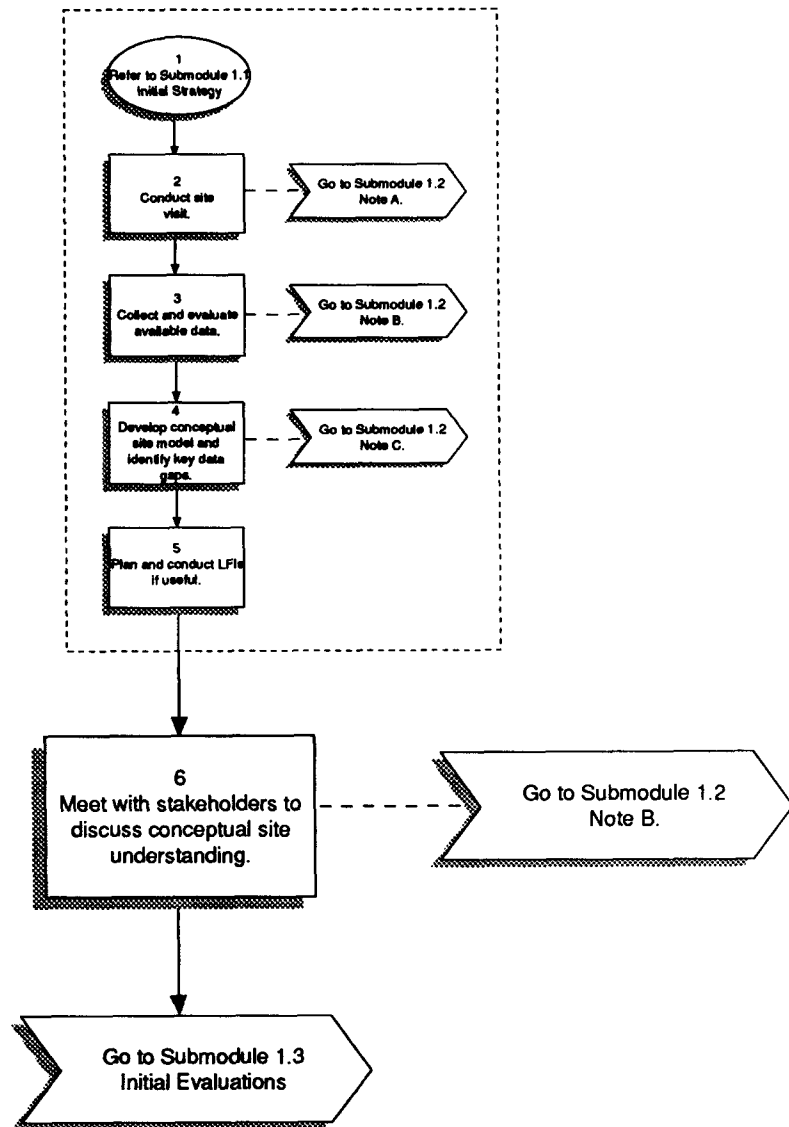 1
Refer to Submodule 1.1
Initial Strategy
2
Conduct site
visit.
Go to Submodule 1.2
Note A.
3
Collect and evaluate
available data.
Go to Submodule 1.2
Note B.
4
Develop conceptual
site model and
identify key data
gaps.
Go to Submodule 1.2
Note C.
5
Plan and conduct LFIs
if useful.
6
Meet with stakeholders to
discuss conceptual site
understanding.
Go to Submodule 1.2
Note B.
Go to Submodule 1.3
Initial Evaluations